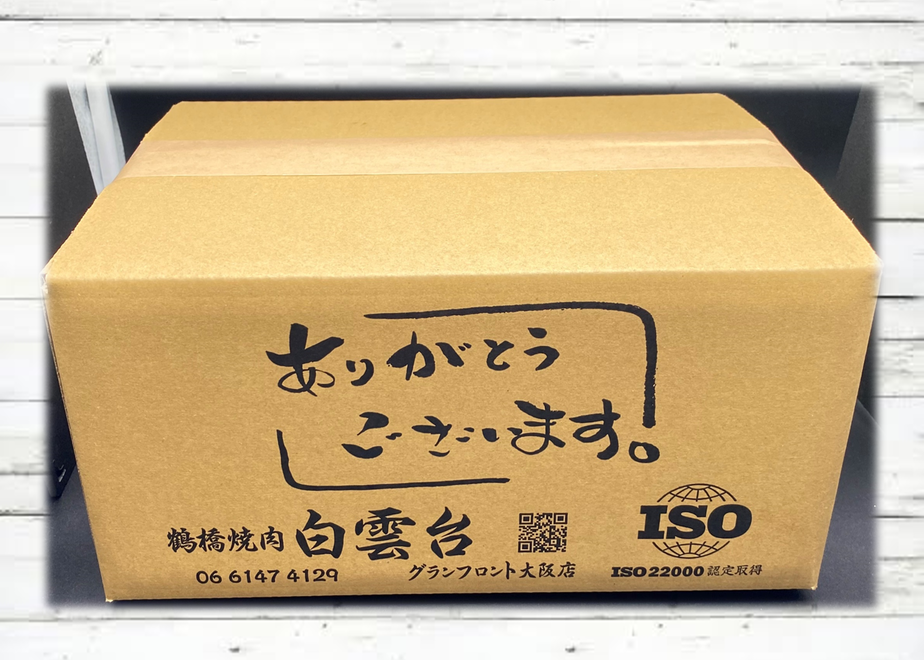 ありがとう
ございます。
鶴橋焼肉 白雲台
06 6147 4129
グランフロント大阪店
ISO
ISO 22000 認定取得